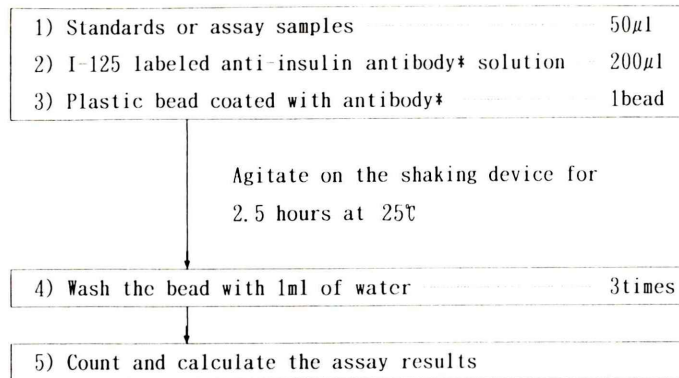 1) Standards or assay samples 50μl
2) I-125 labeled anti-insulin antibody* solution 200μl
3) Plastic bead coated with antibody* 1bead
Agitate on the shaking device for
2.5 hours at 25℃
4) Wash the bead with 1ml of water 3times
5) Count and calculate the assay results